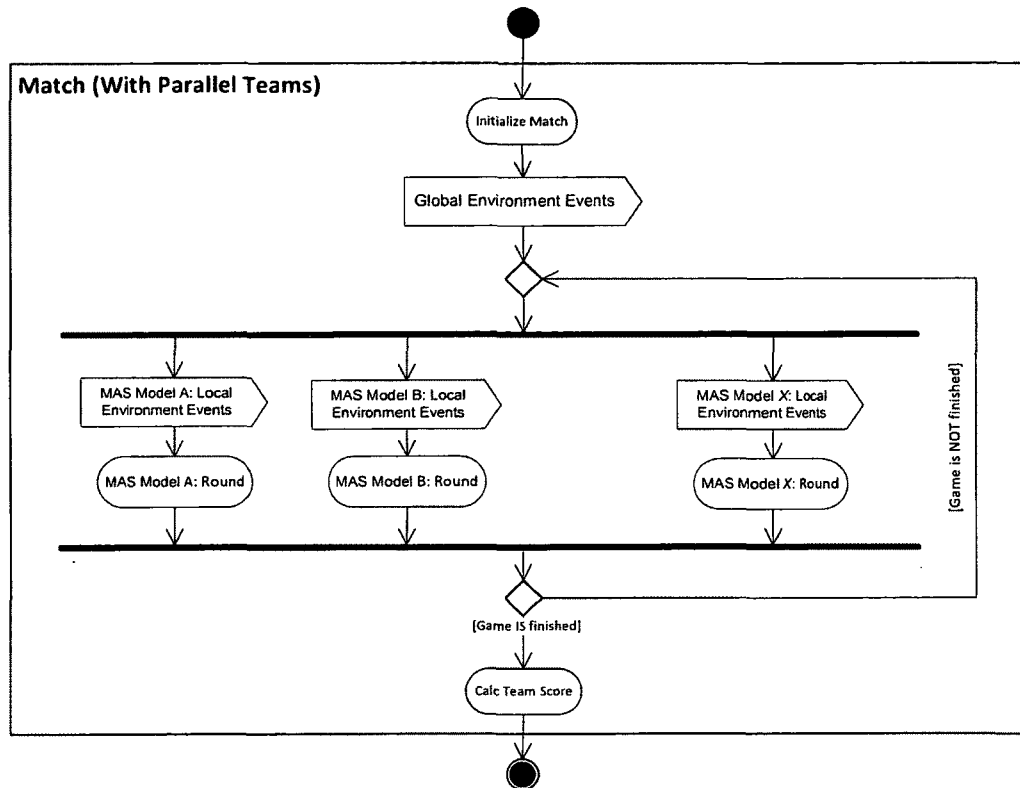 Match (With Parallel Teams)
Initialize Match
Global Environment Events
MAS Model A: Local
Environment Events
MAS Model B: Local
Environment Events
MAS Model X: Local
Environment Events
MAS Model A: Round
MAS Model B: Round
MAS Model X: Round
[Game is NOT finished]
[Game IS finished]
Calc Team Score